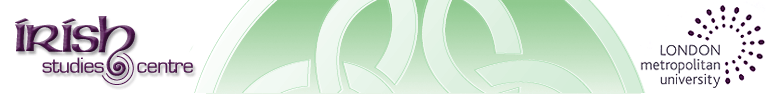 irish
studies centre
LONDON
metropolitan
university